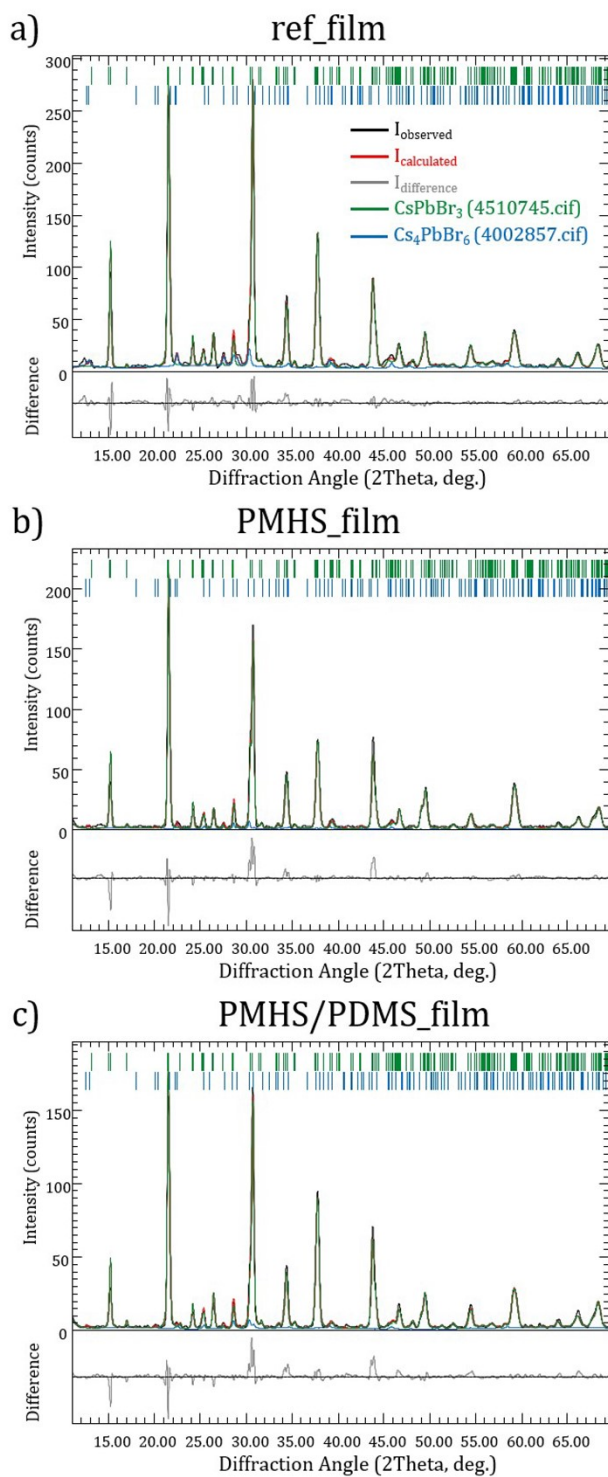 a)
ref_film
300
250
200
150
100
50
0
Intensity (counts)
I observed
I calculated
I difference
CsPbBr₃ (4510745.cif)
Cs₄PbBr₆ (4002857.cif)
Difference
15.00 20.00 25.00 30.00 35.00 40.00 45.00 50.00 55.00 60.00 65.00
Diffraction Angle (2Theta, deg.)
b)
PMHS_film
200
150
100
50
0
Intensity (counts)
Difference
15.00 20.00 25.00 30.00 35.00 40.00 45.00 50.00 55.00 60.00 65.00
Diffraction Angle (2Theta, deg.)
c)
PMHS/PDMS_film
150
100
50
0
Intensity (counts)
Difference
15.00 20.00 25.00 30.00 35.00 40.00 45.00 50.00 55.00 60.00 65.00
Diffraction Angle (2Theta, deg.)